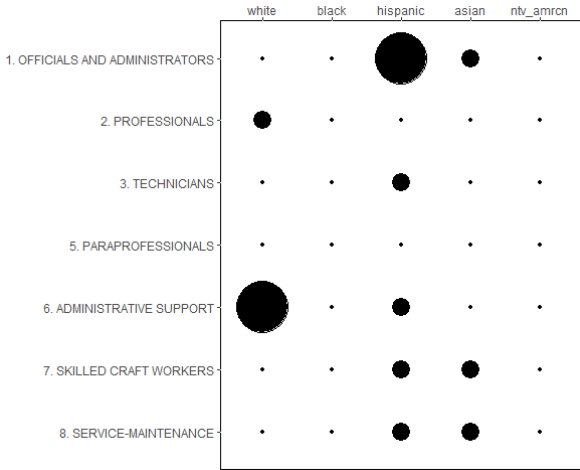 white black hispanic asian ntv_amrcn
1. OFFICIALS AND ADMINISTRATORS
2. PROFESSIONALS
3. TECHNICIANS
5. PARAPROFESSIONALS
6. ADMINISTRATIVE SUPPORT
7. SKILLED CRAFT WORKERS
8. SERVICE-MAINTENANCE